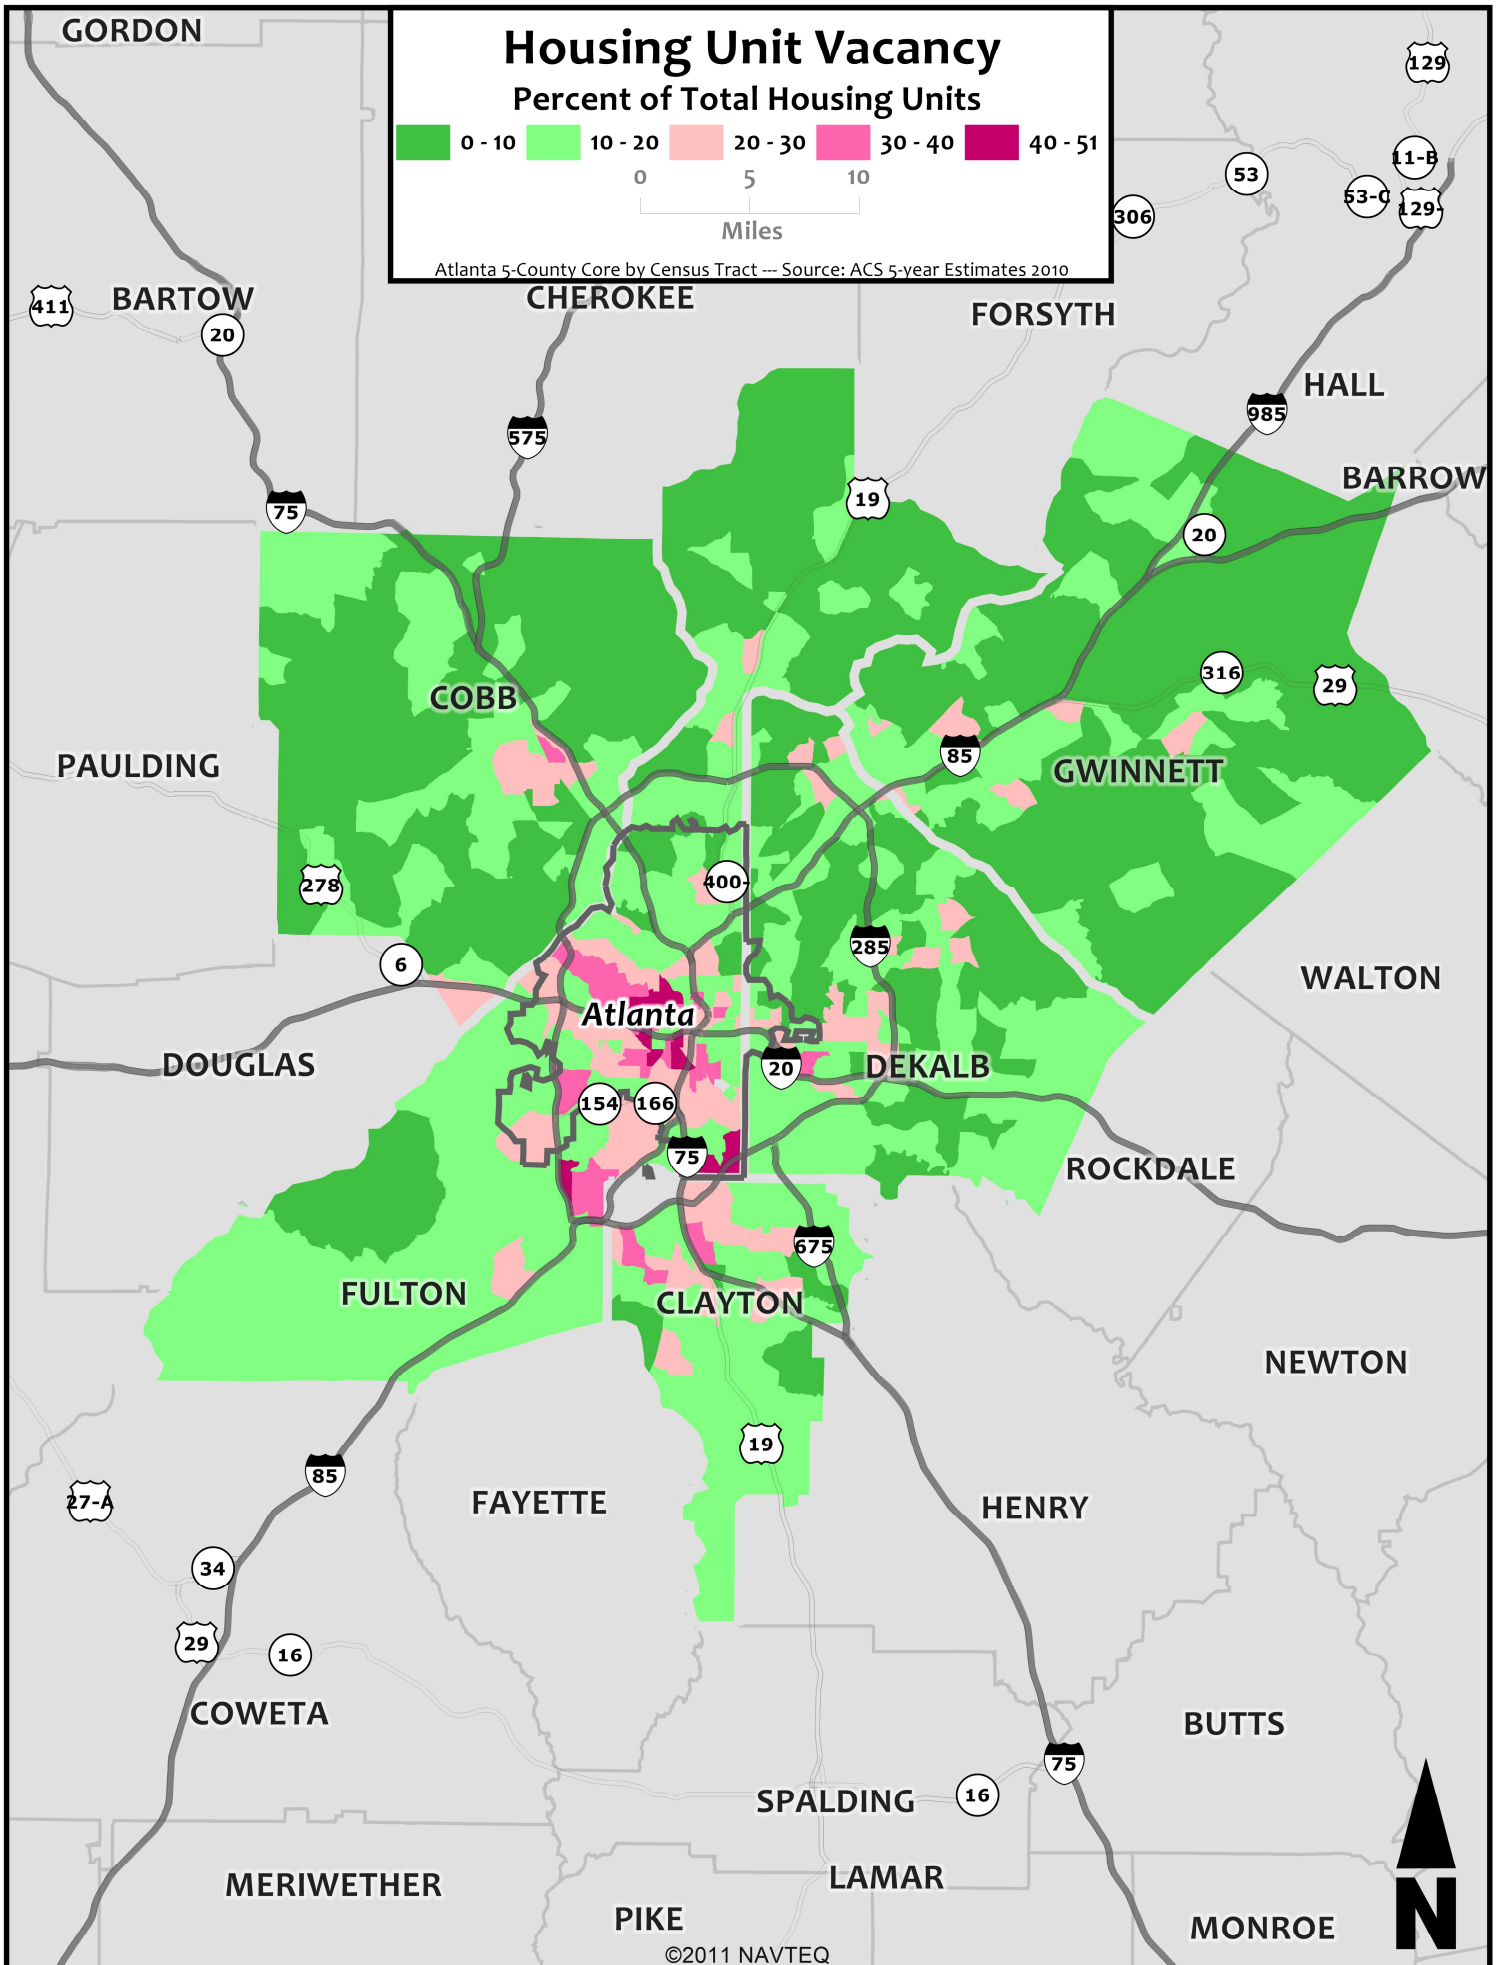 GORDON
Housing Unit Vacancy
Percent of Total Housing Units
0 - 10 10 - 20 20 - 30 30 - 40 40 - 51
0 5 10
Miles
Atlanta 5-County Core by Census Tract --- Source: ACS 5-year Estimates 2010
129
11-B
53
53-C
129-
306
411
BARTOW
CHEROKEE
FORSYTH
20
HALL
985
575
BARROW
75
19
20
316
29
COBB
PAULDING
85
GWINNETT
278
400-
6
285
WALTON
Atlanta
DOUGLAS
20
DEKALB
154
166
75
ROCKDALE
675
FULTON
CLAYTON
NEWTON
19
85
27-A
FAYETTE
HENRY
34
29
16
COWETA
BUTTS
75
SPALDING
16
MERIWETHER
LAMAR
PIKE
MONROE
N
©2011 NAVTEQ